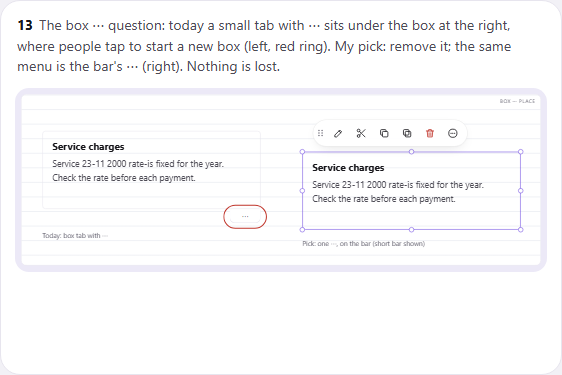 13 The box ··· question: today a small tab with ··· sits under the box at the right,
where people tap to start a new box (left, red ring). My pick: remove it; the same
menu is the bar's ··· (right). Nothing is lost.
BOX — PLACE
Service charges
Service 23-11 2000 rate-is fixed for the year.
Check the rate before each payment.
···
Today: box tab with ···
Service charges
Service 23-11 2000 rate-is fixed for the year.
Check the rate before each payment.
Pick: one ···, on the bar (short bar shown)